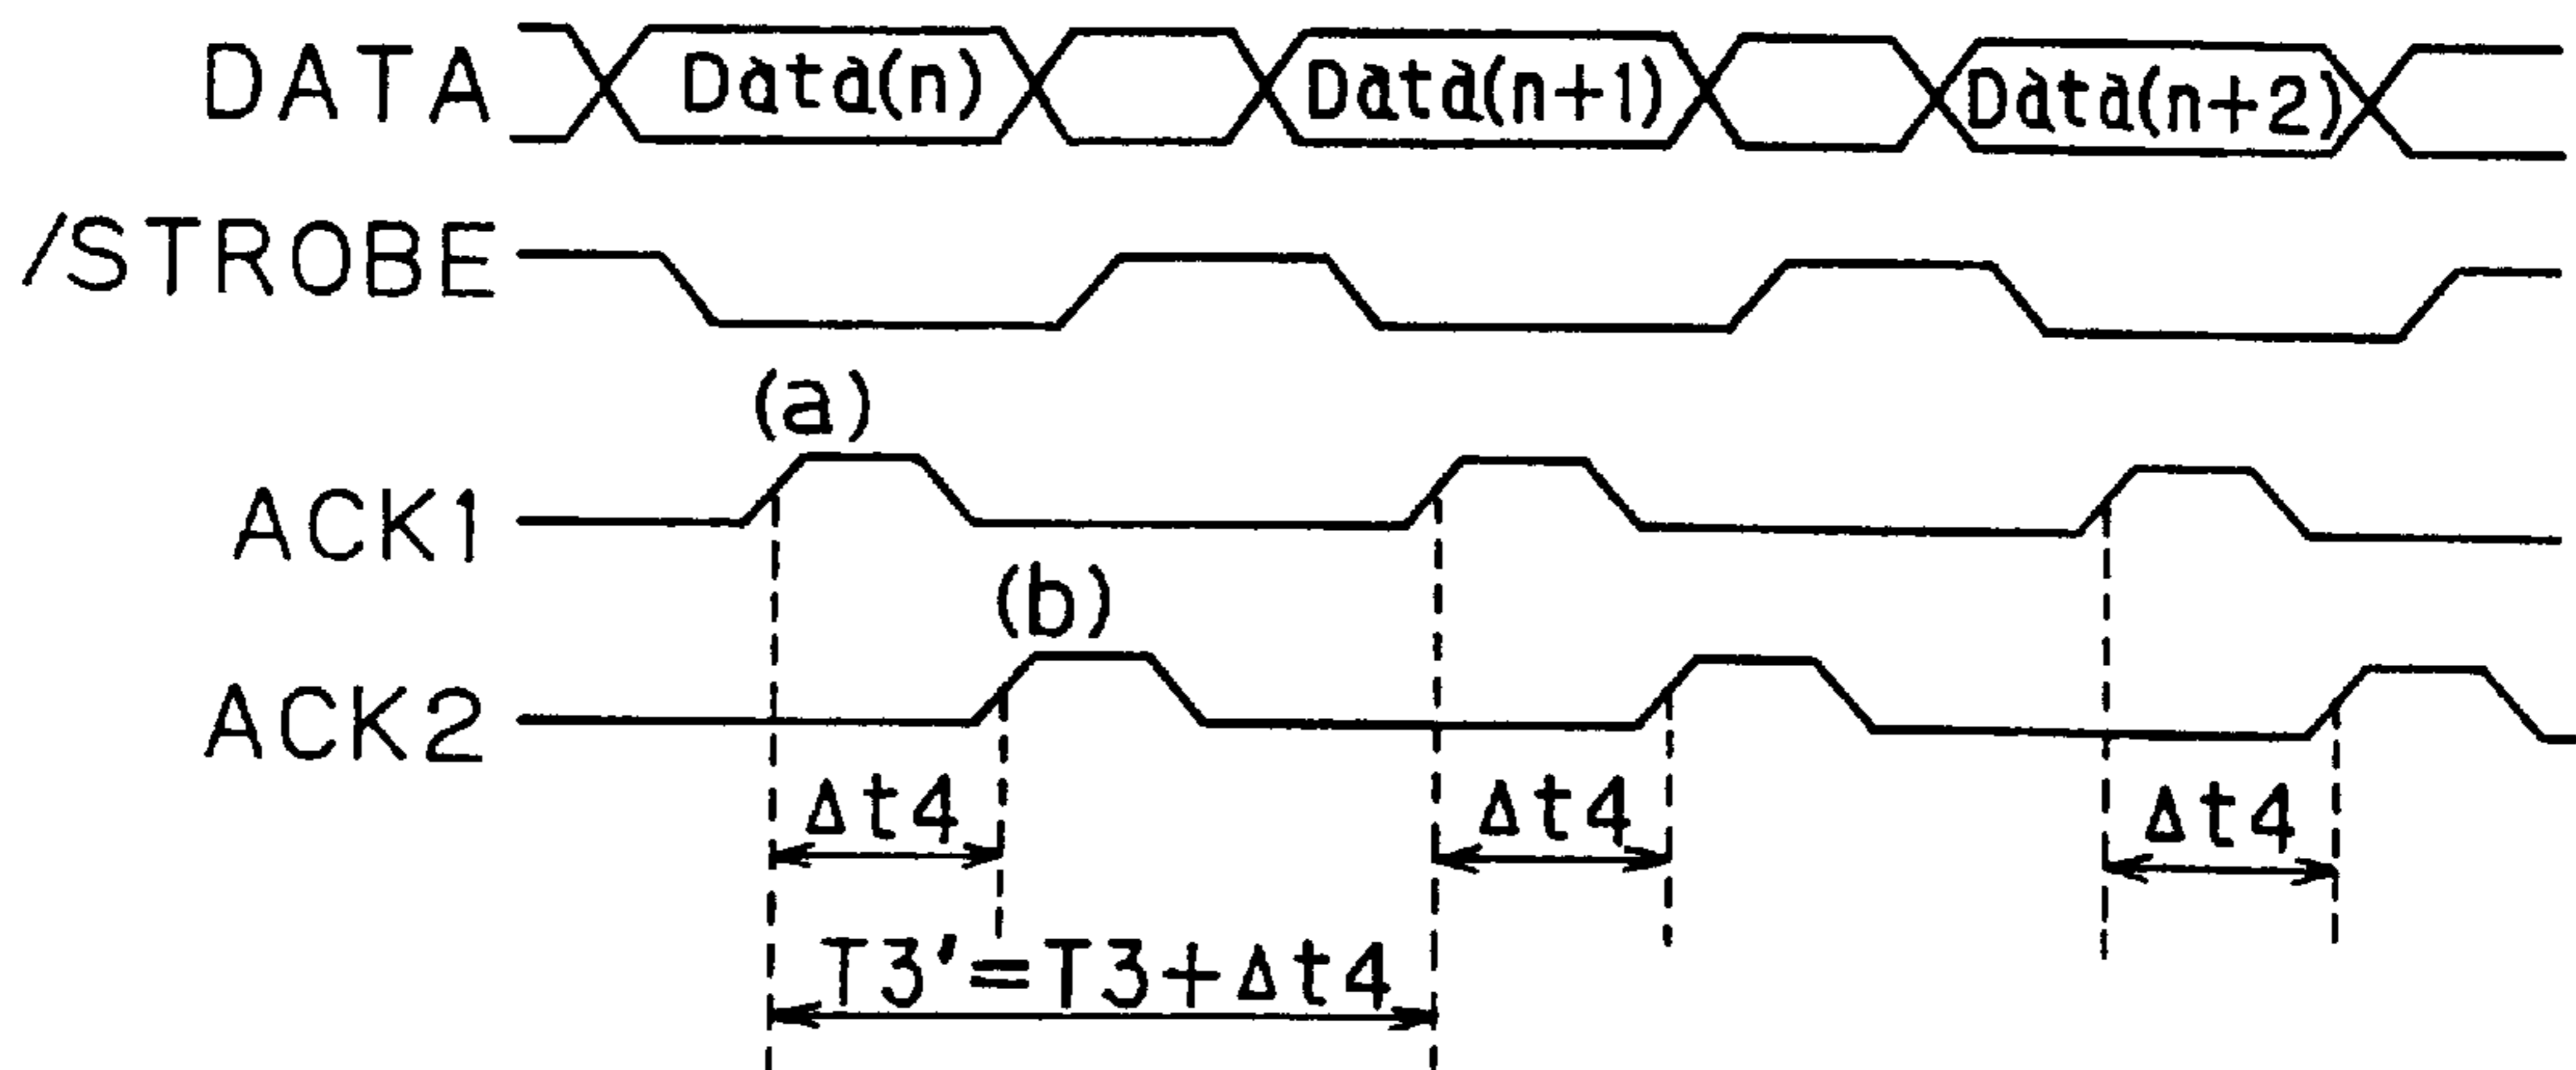 DATA Data(n) Data(n+1) Data(n+2)
/STROBE
(a)
ACK1
(b)
ACK2
Δt4 Δt4 Δt4
T3'=T3+Δt4